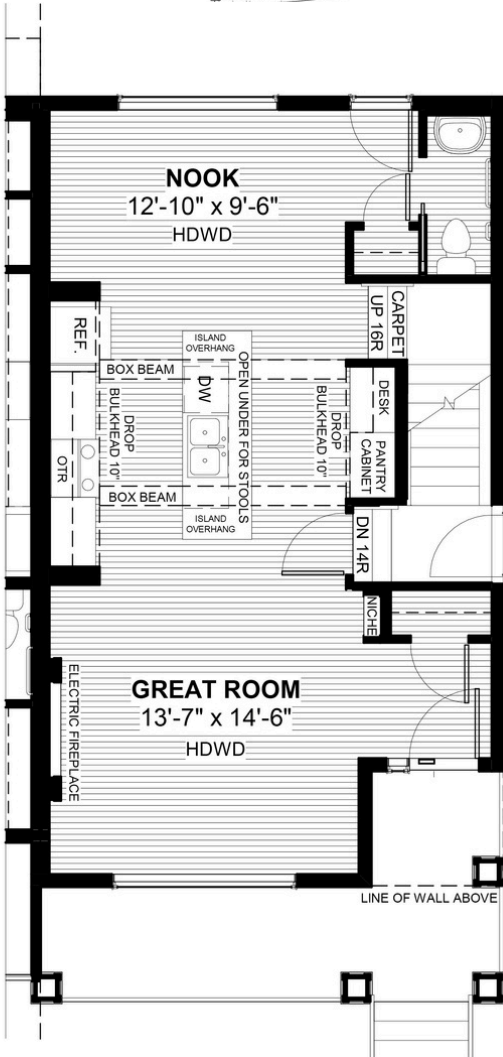 NOOK
12'-10" x 9'-6"
HDWD
CARPET
UP 16R
REF.
ISLAND
OVERHANG
BOX BEAM
DW
OPEN UNDER FOR STOOLS
DROP
BULKHEAD 10"
DROP
BULKHEAD 10"
DESK
PANTRY
CABINET
OTR
BOX BEAM
ISLAND
OVERHANG
DN 14R
NICHE
ELECTRIC FIREPLACE
GREAT ROOM
13'-7" x 14'-6"
HDWD
LINE OF WALL ABOVE